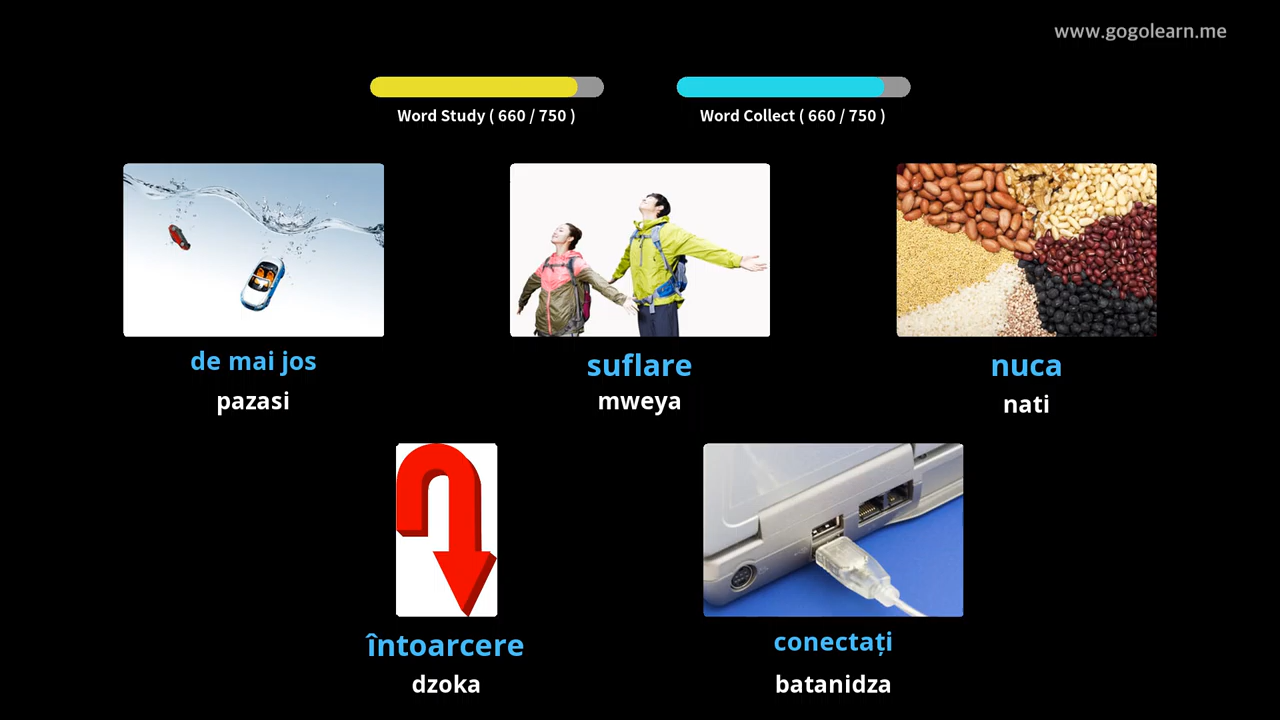 www.gogolearn.me
Word Study ( 660 / 750 )
Word Collect ( 660 / 750 )
de mai jos
pazasi
suflare
mweya
nuca
nati
întoarcere
dzoka
conectați
batanidza